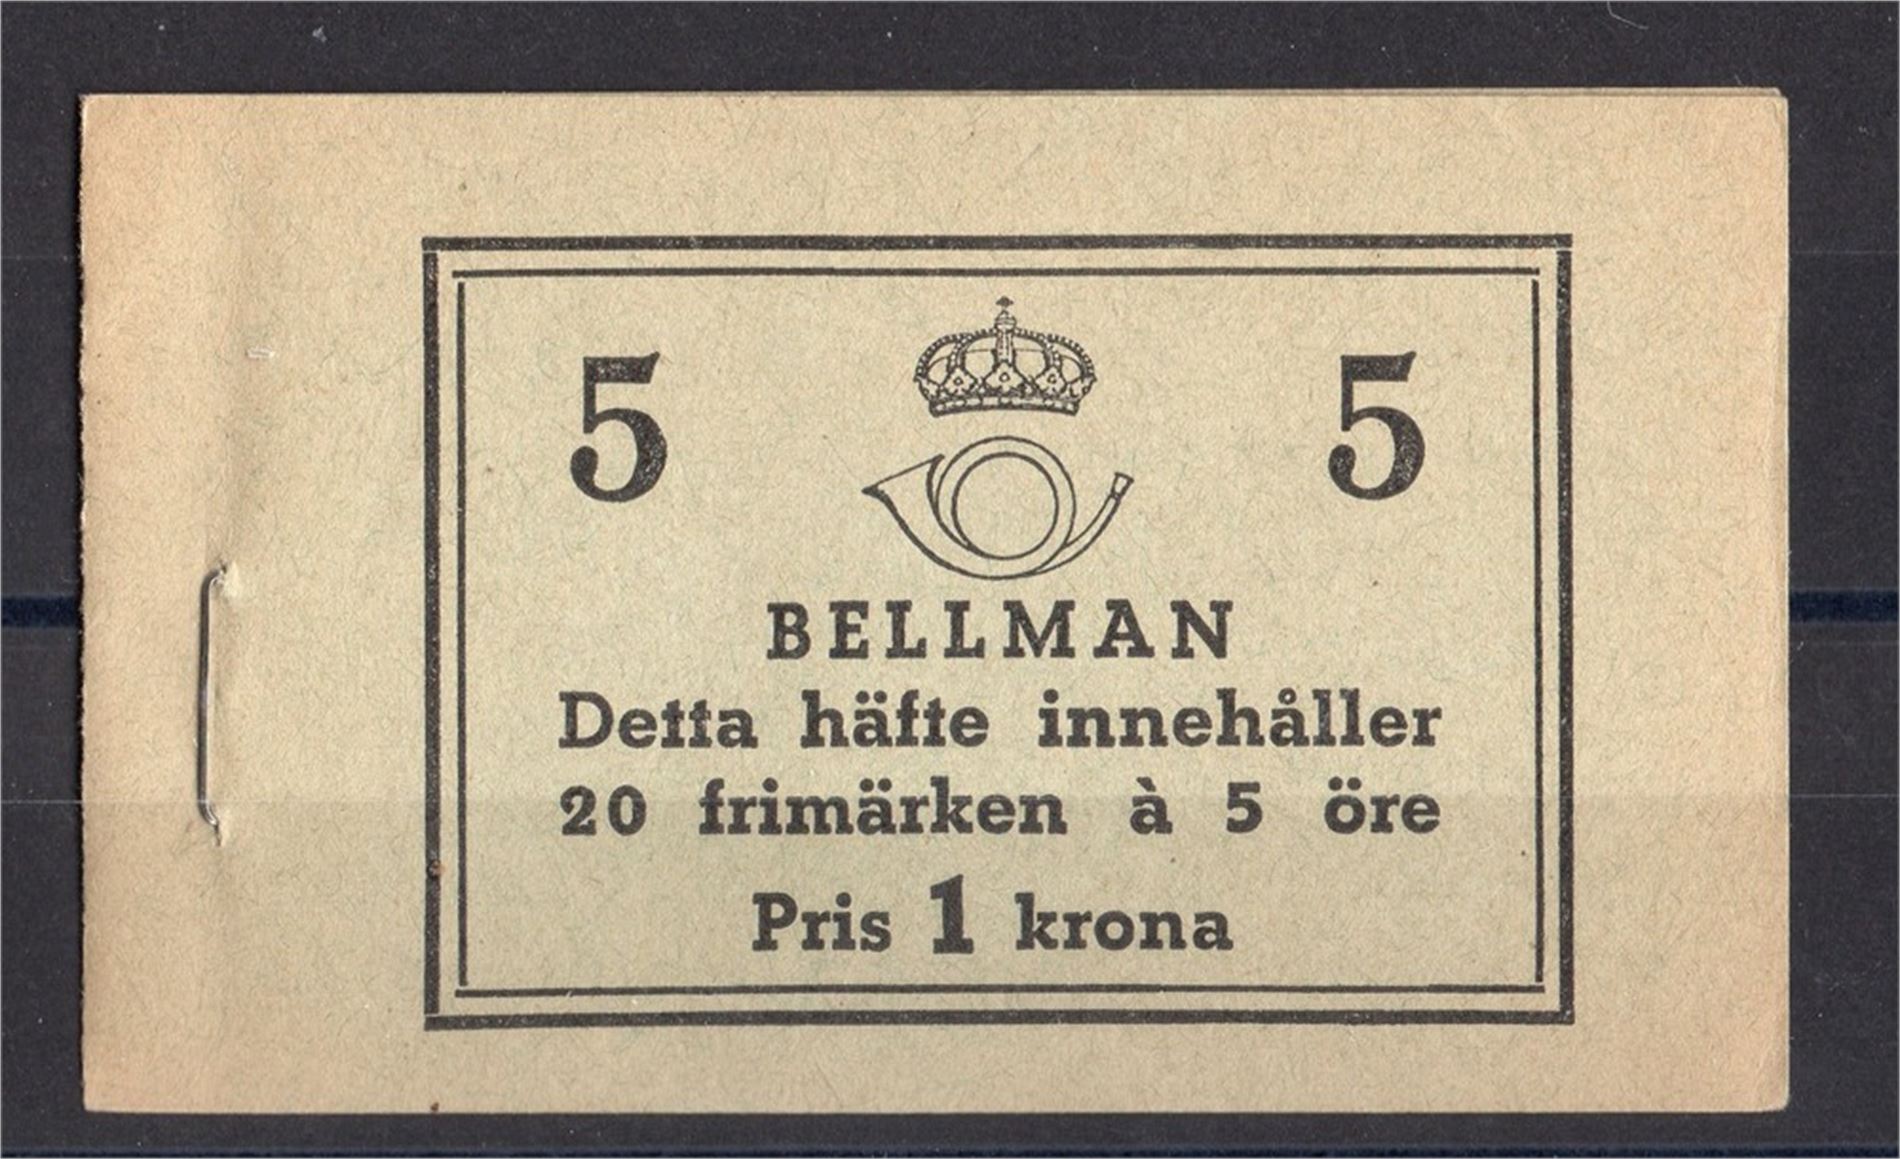 5 5
BELLMAN
Detta häfte innehåller
20 frimärken à 5 öre
Pris 1 krona